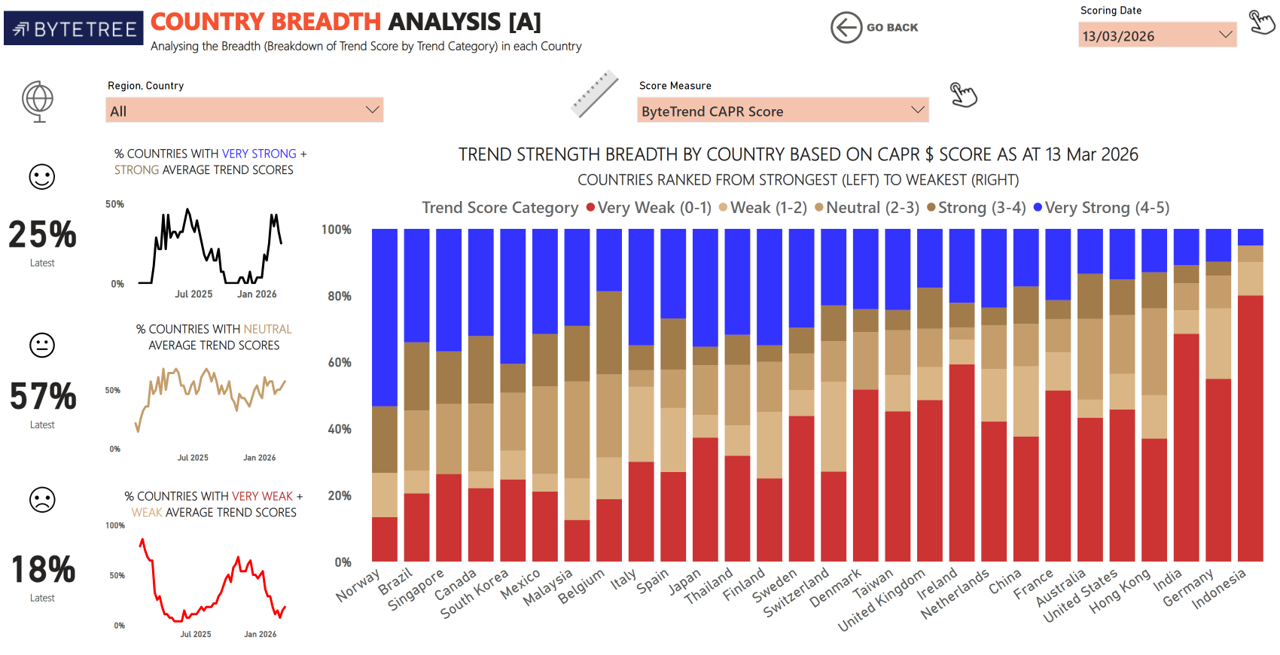 BYTETREE
COUNTRY BREADTH ANALYSIS [A]
Analysing the Breadth (Breakdown of Trend Score by Trend Category) in each Country
GO BACK
Scoring Date
13/03/2026
Region, Country
All
Score Measure
ByteTrend CAPR Score
% COUNTRIES WITH VERY STRONG +
STRONG AVERAGE TREND SCORES
25%
Latest
50%
0%
Jul 2025 Jan 2026
% COUNTRIES WITH NEUTRAL
AVERAGE TREND SCORES
57%
Latest
50%
0%
Jul 2025 Jan 2026
% COUNTRIES WITH VERY WEAK +
WEAK AVERAGE TREND SCORES
18%
Latest
100%
50%
0%
Jul 2025 Jan 2026
TREND STRENGTH BREADTH BY COUNTRY BASED ON CAPR $ SCORE AS AT 13 Mar 2026
COUNTRIES RANKED FROM STRONGEST (LEFT) TO WEAKEST (RIGHT)
Trend Score Category Very Weak (0-1) Weak (1-2) Neutral (2-3) Strong (3-4) Very Strong (4-5)
100%
80%
60%
40%
20%
0%
Norway
Brazil
Singapore
Canada
South Korea
Mexico
Malaysia
Belgium
Italy
Spain
Japan
Thailand
Finland
Sweden
Switzerland
Denmark
Taiwan
United Kingdom
Ireland
Netherlands
China
France
Australia
United States
Hong Kong
India
Germany
Indonesia